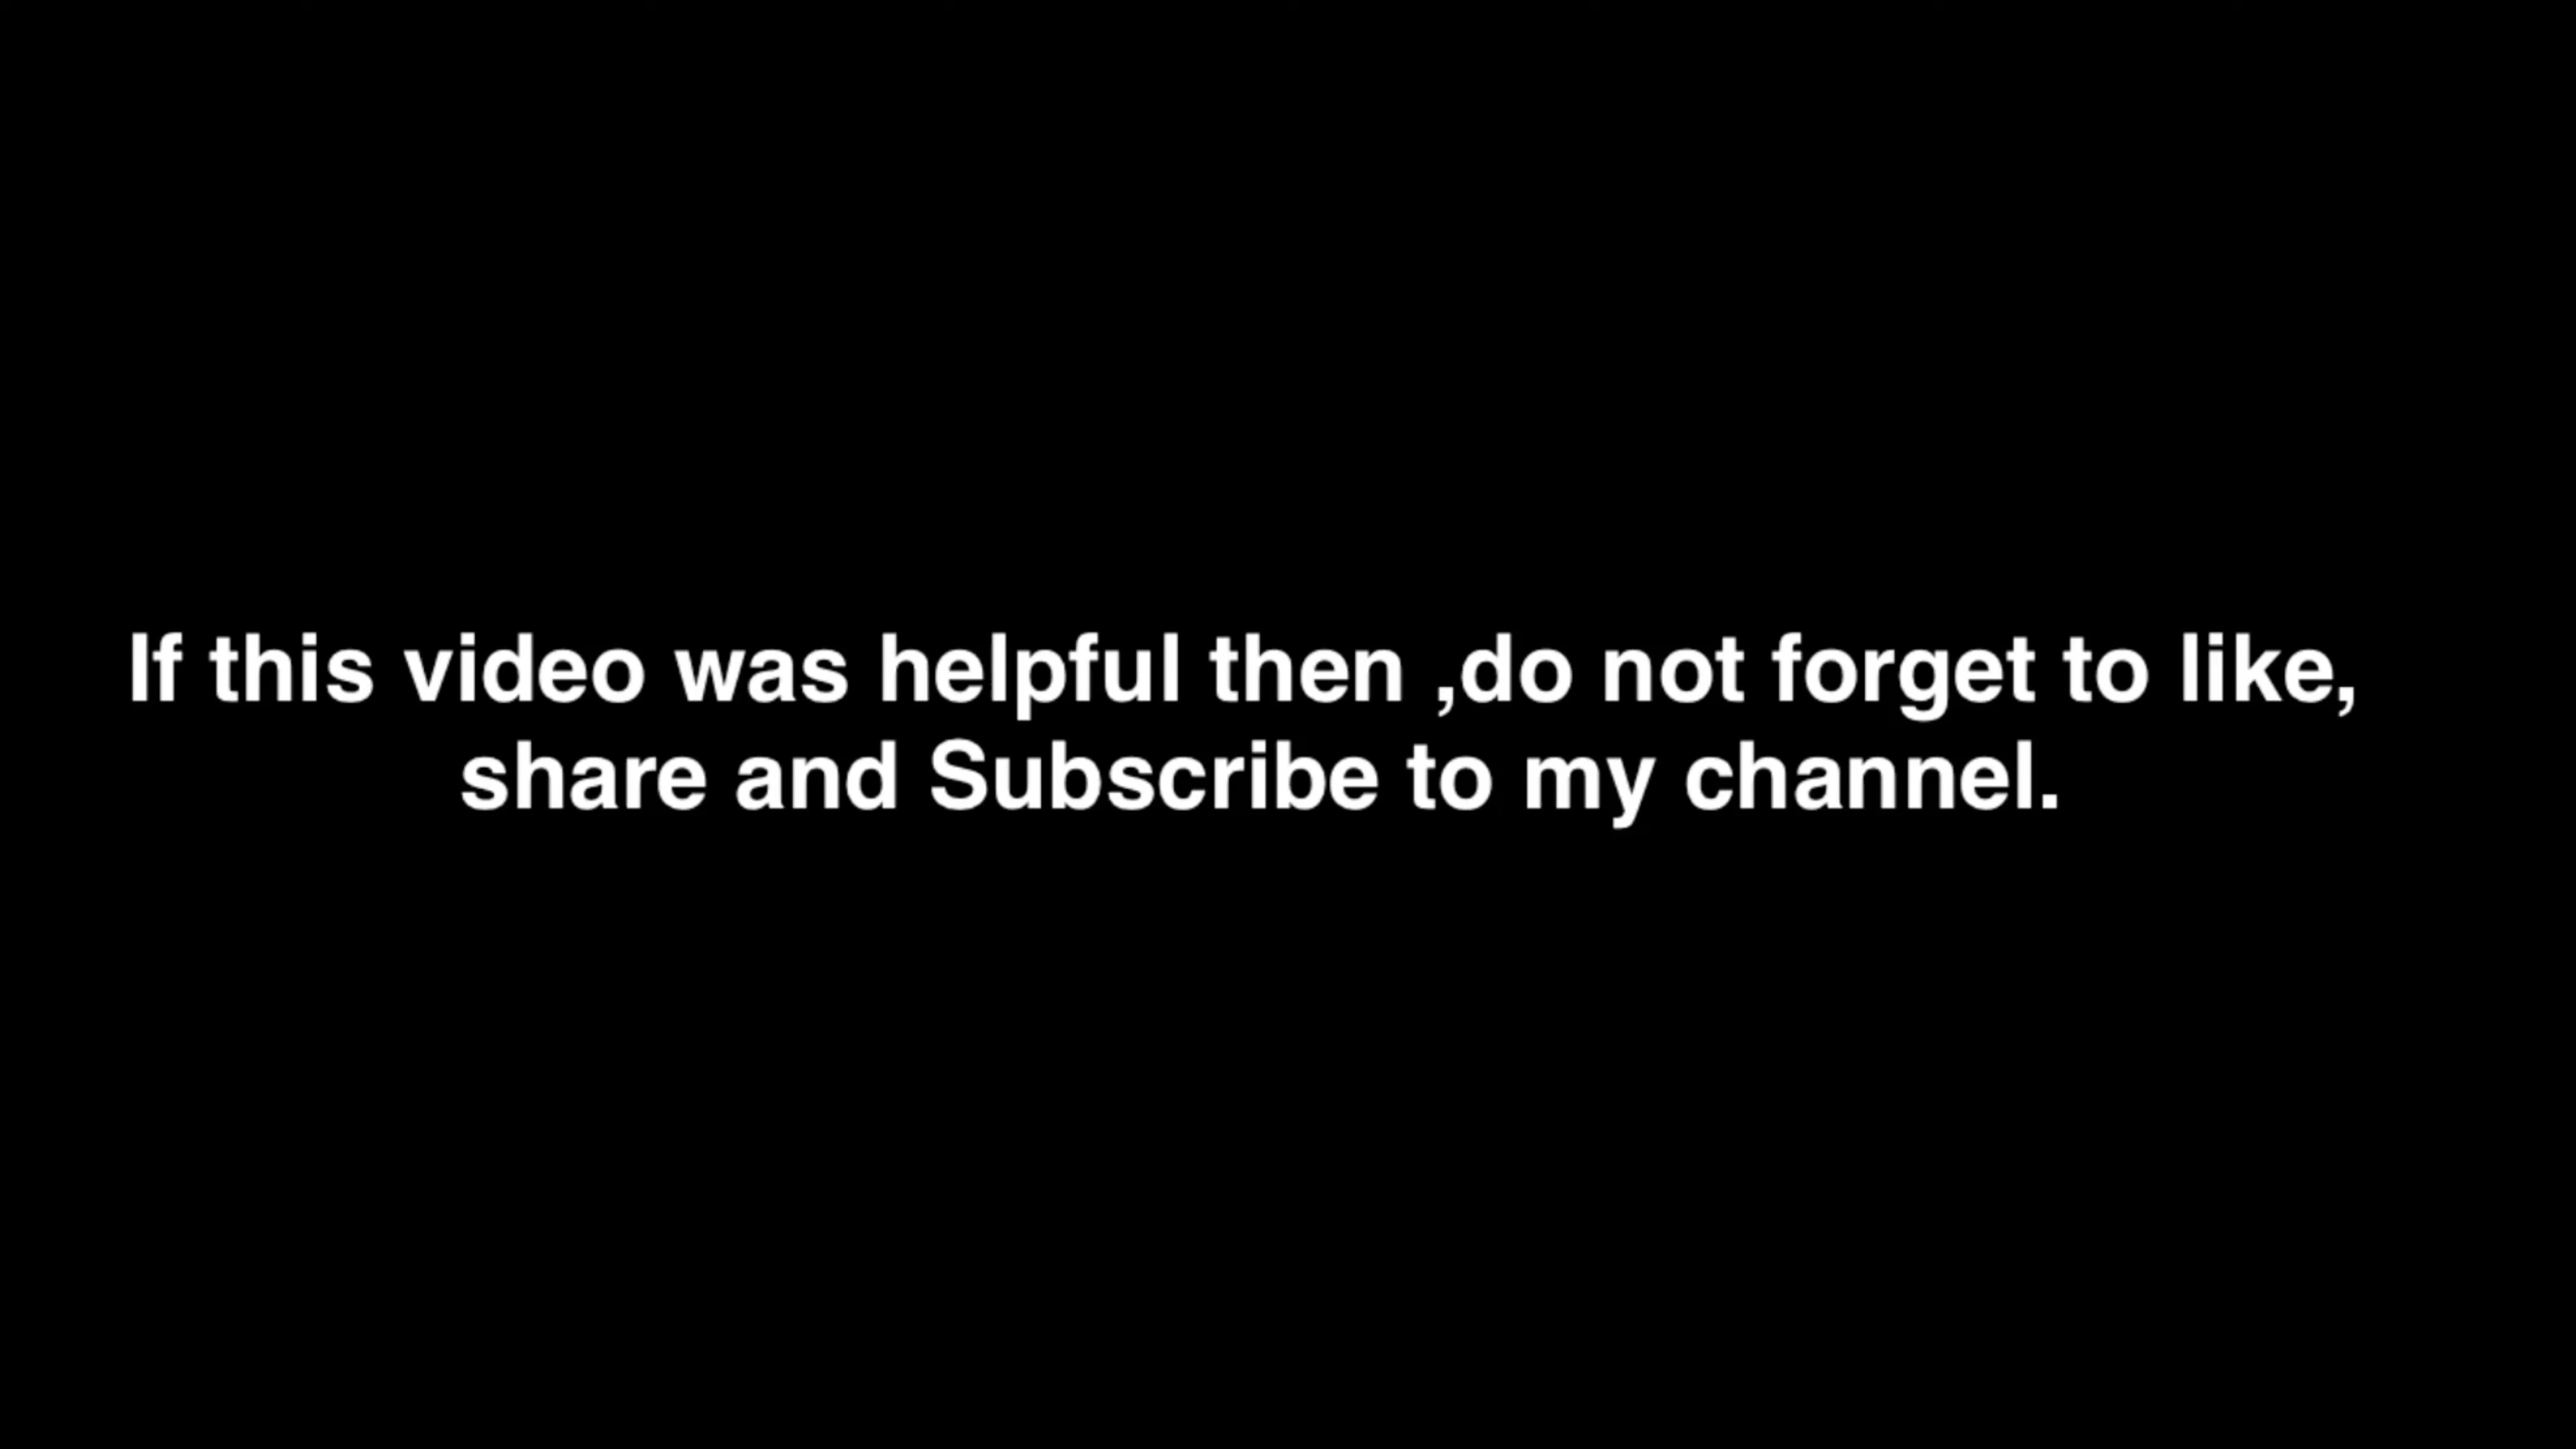 If this video was helpful then ,do not forget to like,
share and Subscribe to my channel.